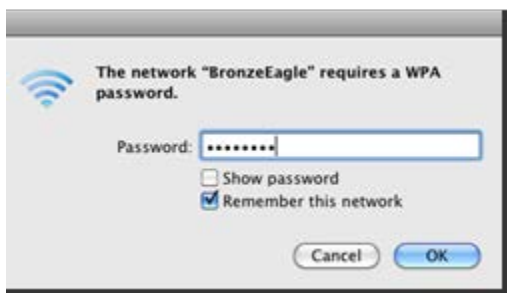 The network “BronzeEagle” requires a WPA
password.
Password: ••••••••
Show password
Remember this network
Cancel OK